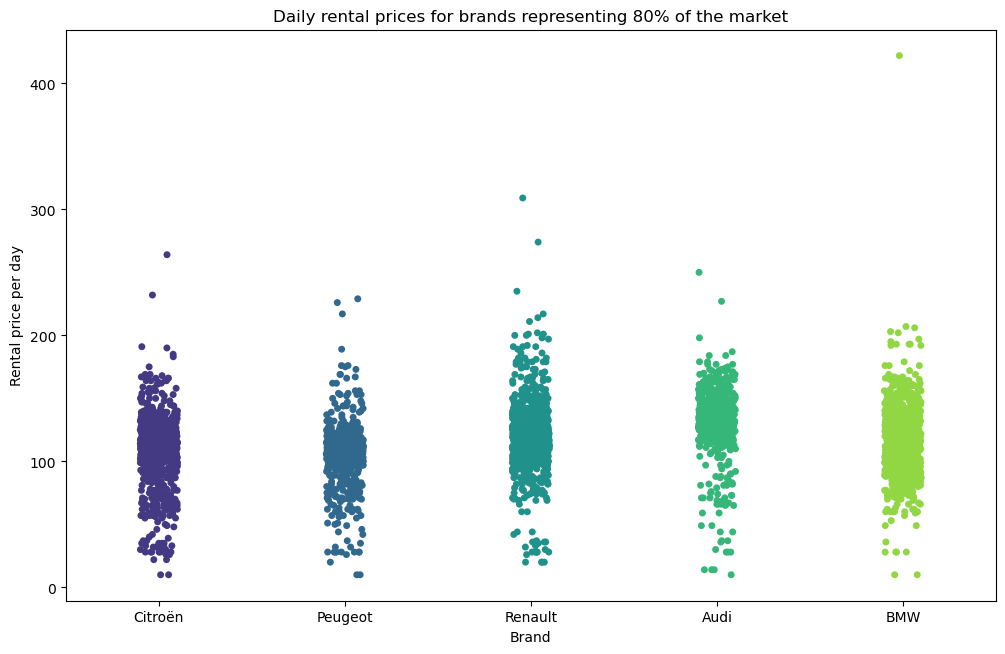 Daily rental prices for brands representing 80% of the market
Rental price per day
400
300
200
100
0
Citroën Peugeot Renault Audi BMW
Brand